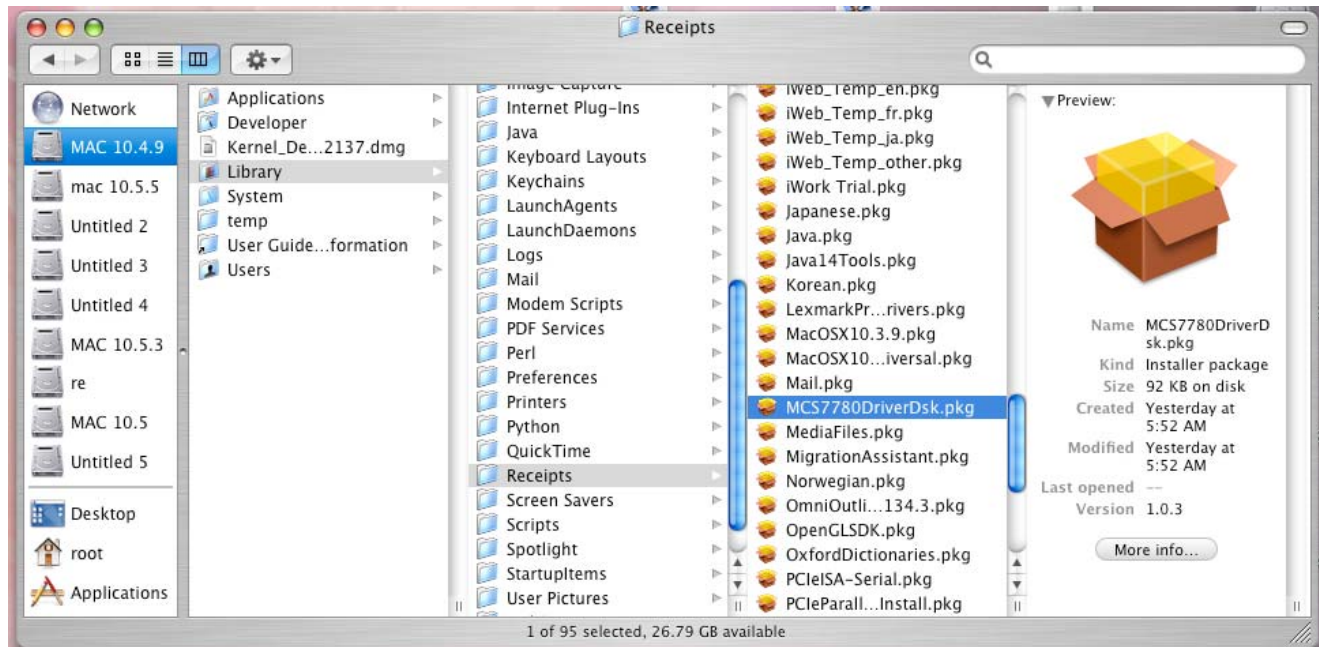 Receipts
Network
MAC 10.4.9
mac 10.5.5
Untitled 2
Untitled 3
Untitled 4
MAC 10.5.3
re
MAC 10.5
Untitled 5
Desktop
root
Applications
Applications
Developer
Kernel_De...2137.dmg
Library
System
temp
User Guide...formation
Users
Image Capture
Internet Plug-Ins
Java
Keyboard Layouts
Keychains
LaunchAgents
LaunchDaemons
Logs
Mail
Modem Scripts
PDF Services
Perl
Preferences
Printers
Python
QuickTime
Receipts
Screen Savers
Scripts
Spotlight
StartupItems
User Pictures
iWeb_Temp_en.pkg
iWeb_Temp_fr.pkg
iWeb_Temp_ja.pkg
iWeb_Temp_other.pkg
iWork Trial.pkg
Japanese.pkg
Java.pkg
Java14Tools.pkg
Korean.pkg
LexmarkPr...rivers.pkg
MacOSX10.3.9.pkg
MacOSX10...iversal.pkg
Mail.pkg
MCS7780DriverDsk.pkg
MediaFiles.pkg
MigrationAssistant.pkg
Norwegian.pkg
OmniOutli...134.3.pkg
OpenGLSDK.pkg
OxfordDictionaries.pkg
PCIeISA-Serial.pkg
PCIeParall...Install.pkg
Preview:
Name MCS7780DriverD
sk.pkg
Kind Installer package
Size 92 KB on disk
Created Yesterday at
5:52 AM
Modified Yesterday at
5:52 AM
Last opened --
Version 1.0.3
More info...
1 of 95 selected, 26.79 GB available